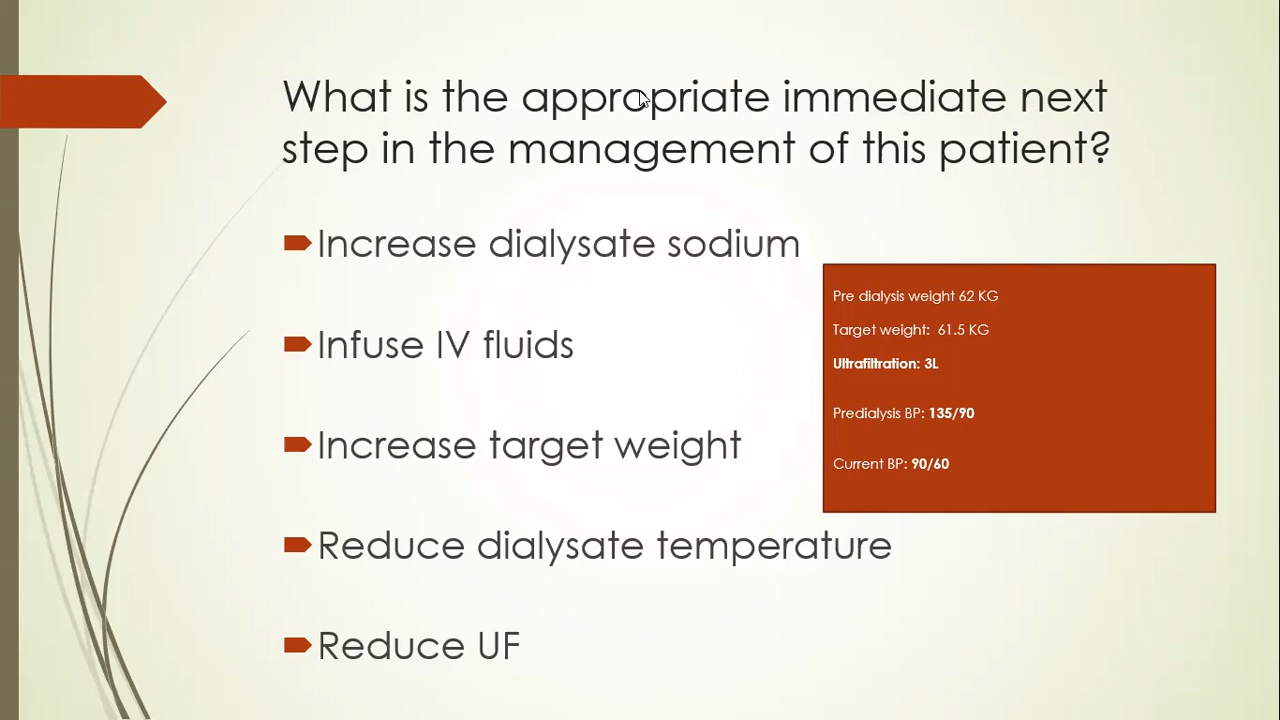 What is the appropriate immediate next
step in the management of this patient?
Increase dialysate sodium
Infuse IV fluids
Increase target weight
Reduce dialysate temperature
Reduce UF
Pre dialysis weight 62 KG
Target weight:  61.5 KG
Ultrafiltration: 3L
Predialysis BP: 135/90
Current BP: 90/60